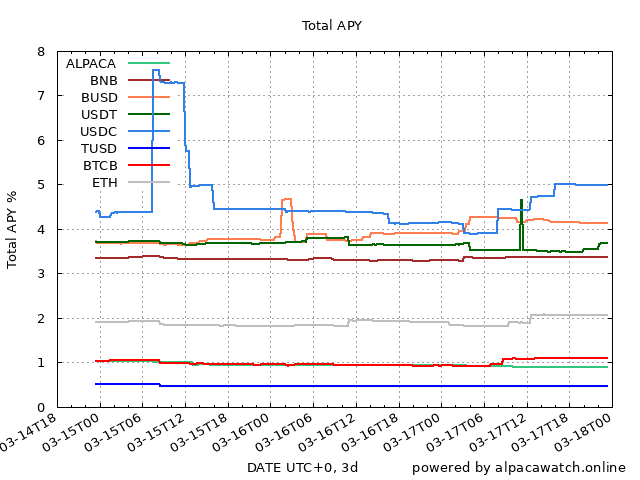 Total APY
8
7
6
5
4
3
2
1
0
Total APY %
ALPACA
BNB
BUSD
USDT
USDC
TUSD
BTCB
ETH
03-14T18
03-15T00
03-15T06
03-15T12
03-15T18
03-16T00
03-16T06
03-16T12
03-16T18
03-17T00
03-17T06
03-17T12
03-17T18
03-18T00
DATE UTC+0, 3d
powered by alpacawatch.online